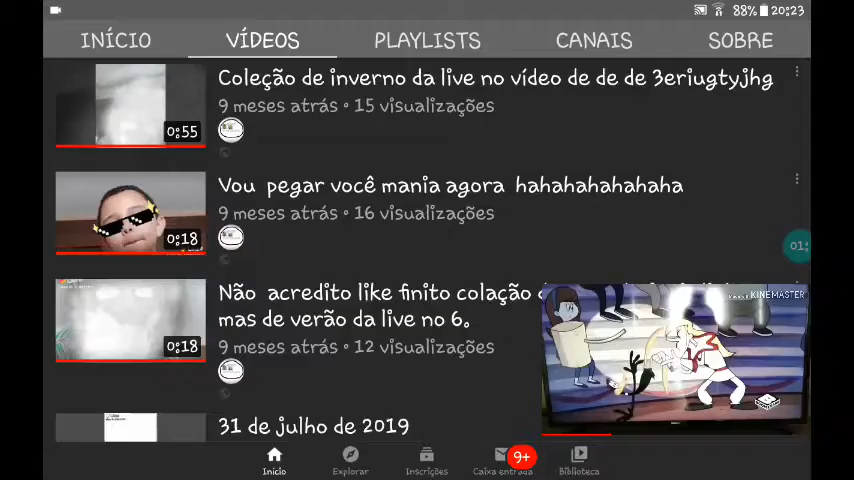 88% 20:23
INÍCIO VÍDEOS PLAYLISTS CANAIS SOBRE
Coleção de inverno da live no vídeo de de de 3eriugtyjhg
9 meses atrás • 15 visualizações
0:55
Vou pegar você mania agora hahahahahahaha
9 meses atrás • 16 visualizações
0:18
01:
Não acredito like finito colação
mas de verão da live no 6.
9 meses atrás • 12 visualizações
0:18
KINEMASTER
31 de julho de 2019
9+
Início Explorar Inscrições Caixa entrada Biblioteca